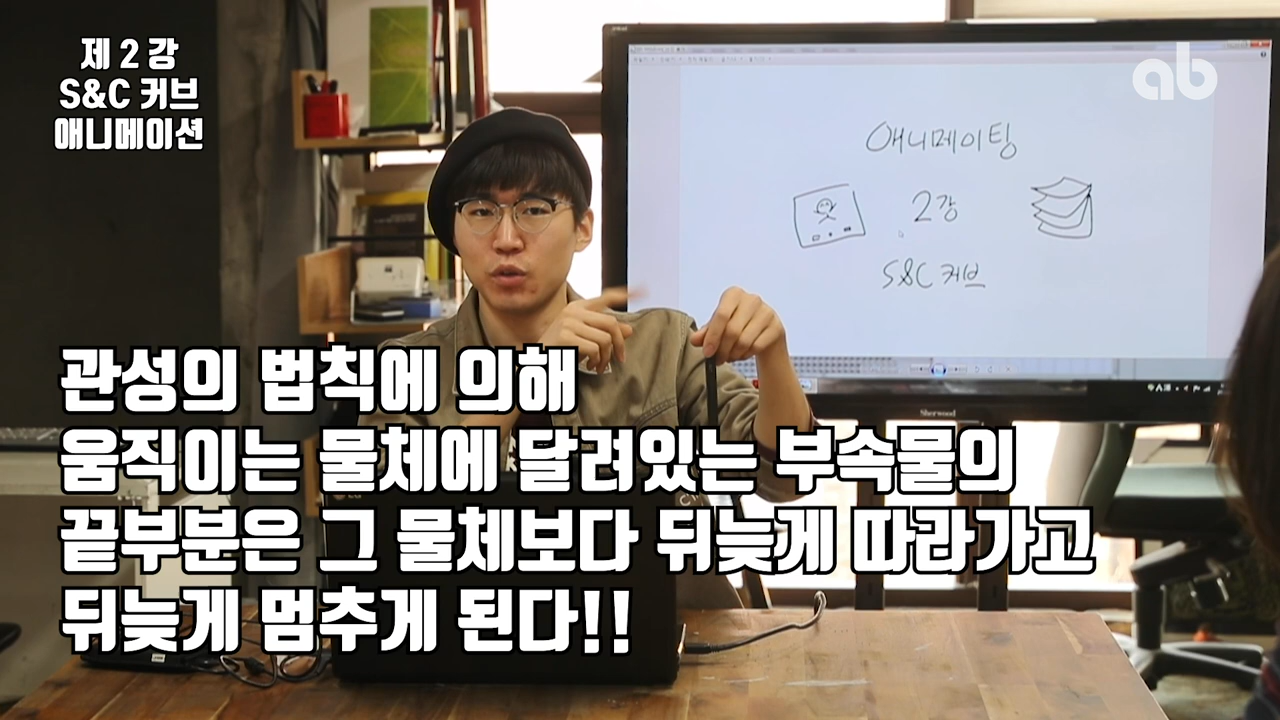 제 2 강
S&C 커브
애니메이션
ab
애니메이팅
2강
S&C 커브
Sherwood
관성의 법칙에 의해
움직이는 물체에 달려있는 부속물의
끝부분은 그 물체보다 뒤늦게 따라가고
뒤늦게 멈추게 된다!!